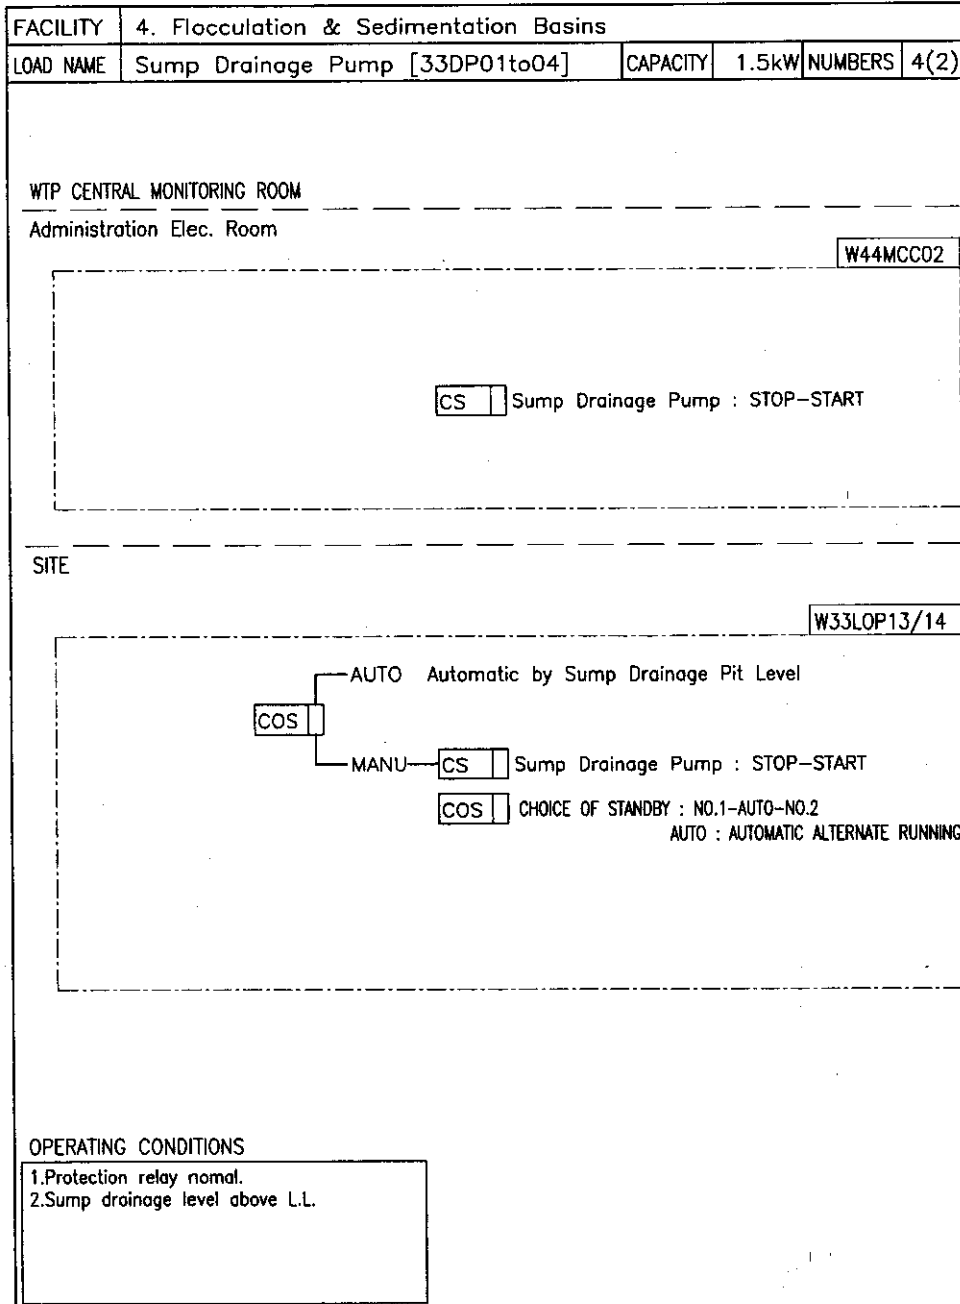 FACILITY 4. Flocculation & Sedimentation Basins
LOAD NAME Sump Drainage Pump [33DP01to04] CAPACITY 1.5kW NUMBERS 4(2)
WTP CENTRAL MONITORING ROOM
Administration Elec. Room
W44MCC02
CS Sump Drainage Pump : STOP-START
SITE
W33LOP13/14
AUTO Automatic by Sump Drainage Pit Level
COS
MANU CS Sump Drainage Pump : STOP-START
COS CHOICE OF STANDBY : NO.1-AUTO-NO.2
AUTO : AUTOMATIC ALTERNATE RUNNING
OPERATING CONDITIONS
1.Protection relay nomal.
2.Sump drainage level above L.L.